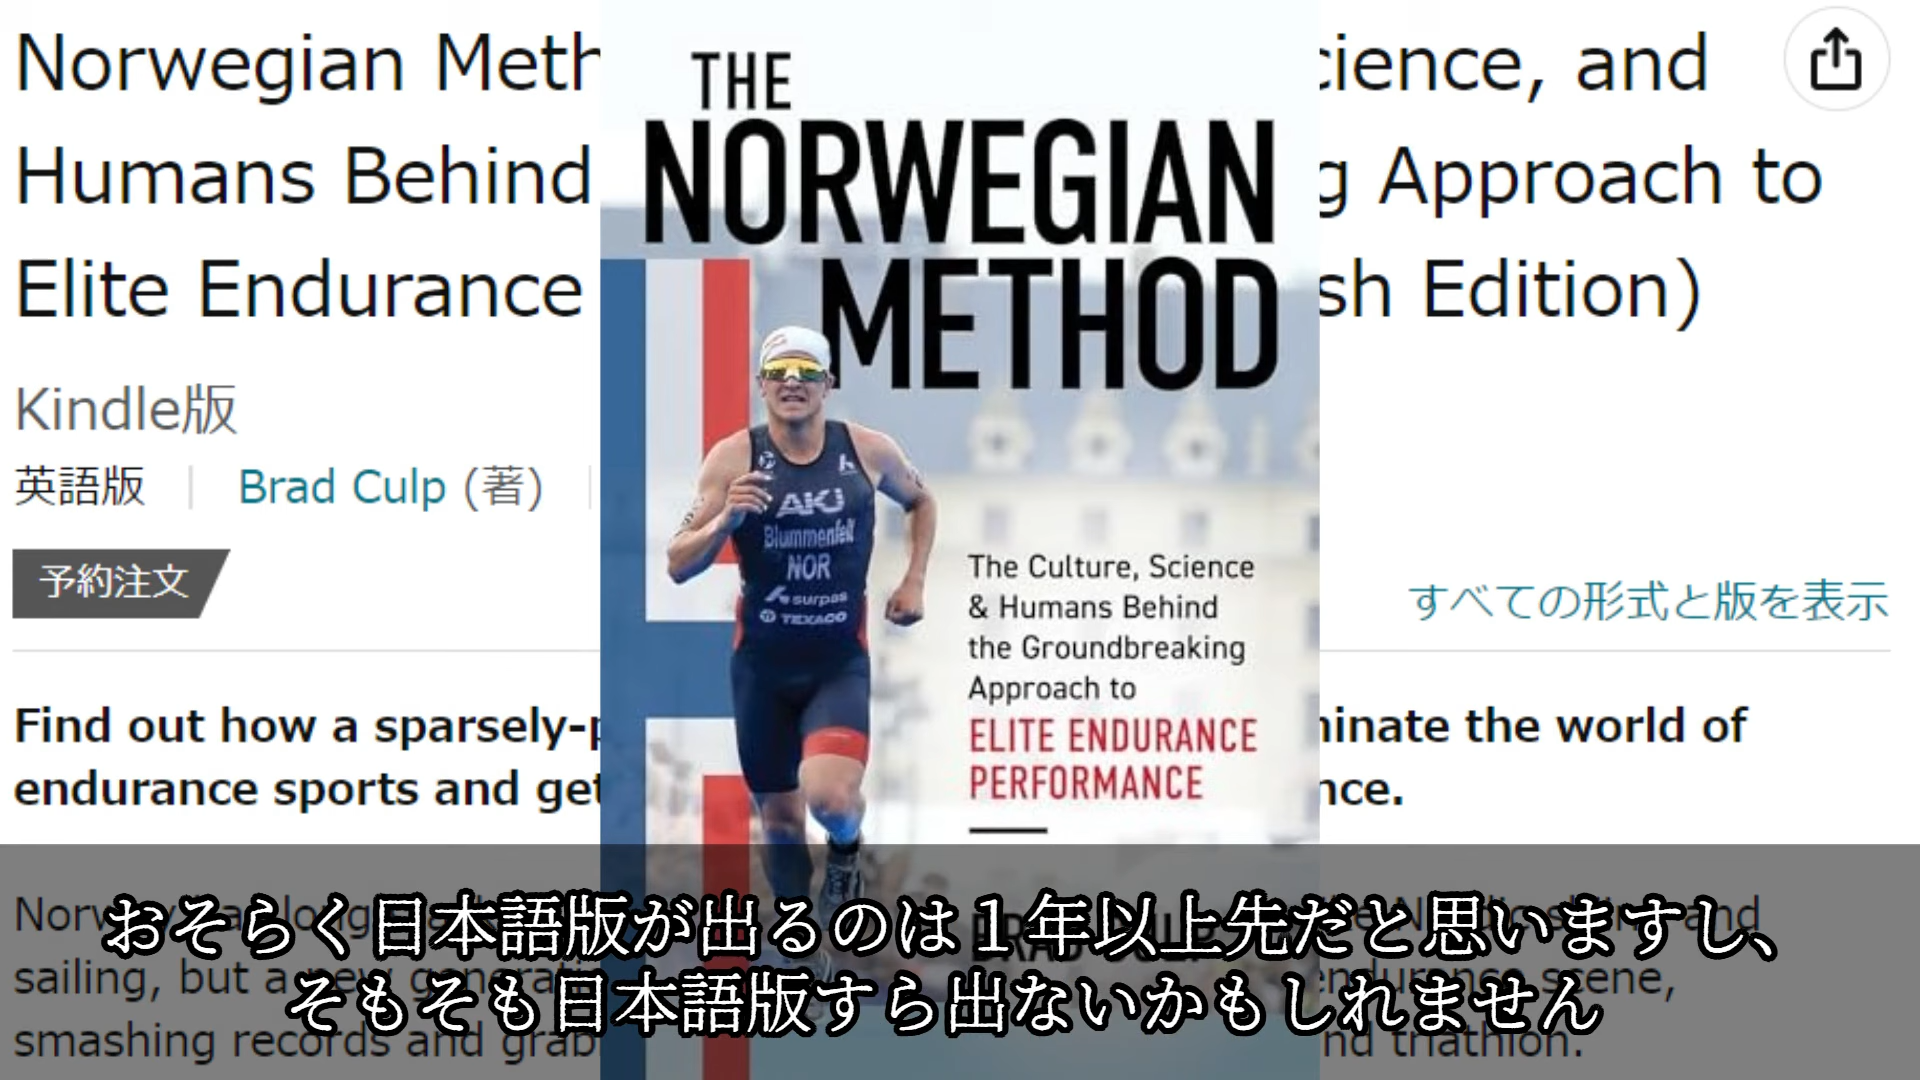 Norwegian Meth
cience, and
Humans Behind
g Approach to
Elite Endurance
sh Edition)
Kindle版
英語版
Brad Culp (著)
予約注文
すべての形式と版を表示
Find out how a sparsely-p
minate the world of
endurance sports and get
nce.
THE
NORWEGIAN
METHOD
AKJ
Blummenfelt
NOR
surpas
TEXACO
The Culture, Science
& Humans Behind
the Groundbreaking
Approach to
ELITE ENDURANCE
PERFORMANCE
おそらく日本語版が出るのは１年以上先だと思いますし、
そもそも日本語版すら出ないかもしれません
sailing, but a new generati
endurance scene,
smashing records and grab
nd triathlon.